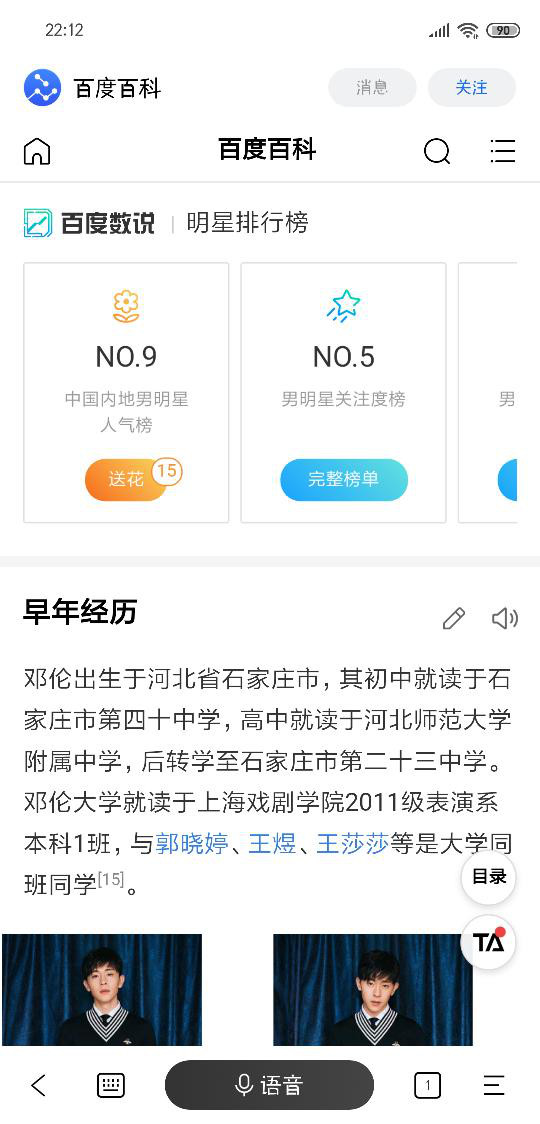 22:12
90
百度百科
消息
关注
百度百科
百度数说 | 明星排行榜
NO.9
中国内地男明星
人气榜
送花
15
NO.5
男明星关注度榜
完整榜单
男
早年经历
邓伦出生于河北省石家庄市，其初中就读于石
家庄市第四十中学，高中就读于河北师范大学
附属中学，后转学至石家庄市第二十三中学。
邓伦大学就读于上海戏剧学院2011级表演系
本科1班，与郭晓婷、王煜、王莎莎等是大学同
班同学[15]。
目录
TA
语音
1